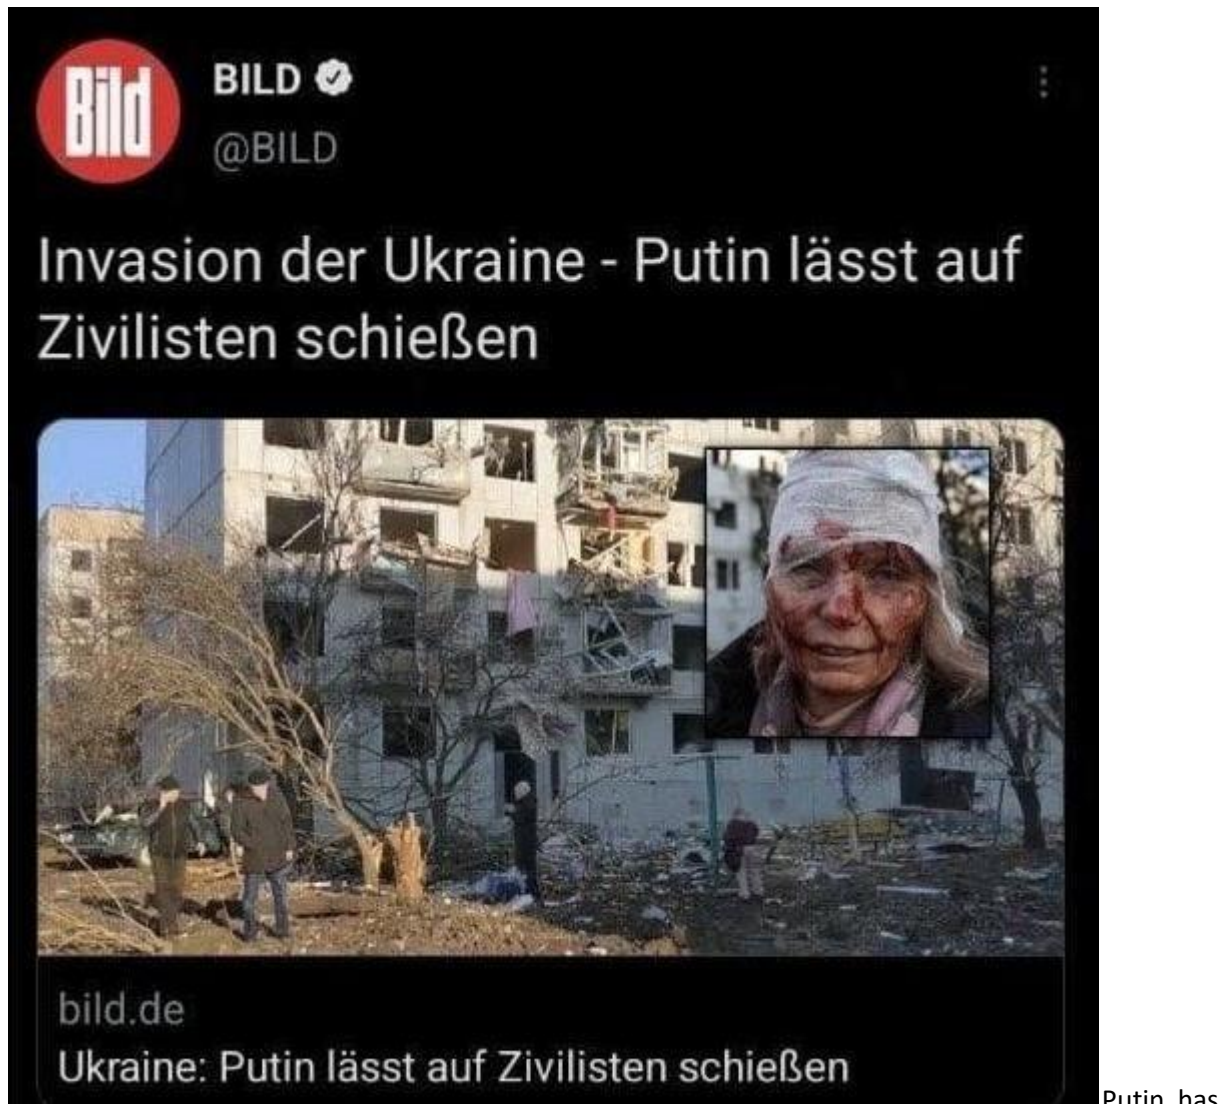 Bild
BILD
@BILD
Invasion der Ukraine - Putin lässt auf
Zivilisten schießen
bild.de
Ukraine: Putin lässt auf Zivilisten schießen
Putin has